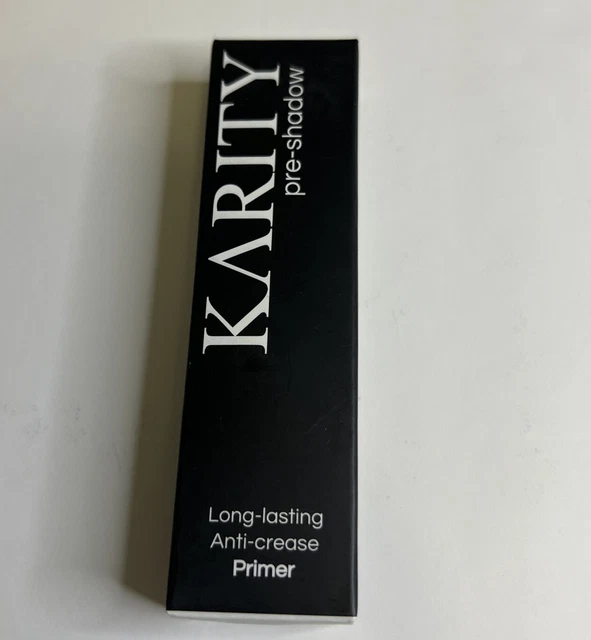 KARITY
pre-shadow
Long-lasting
Anti-crease
Primer